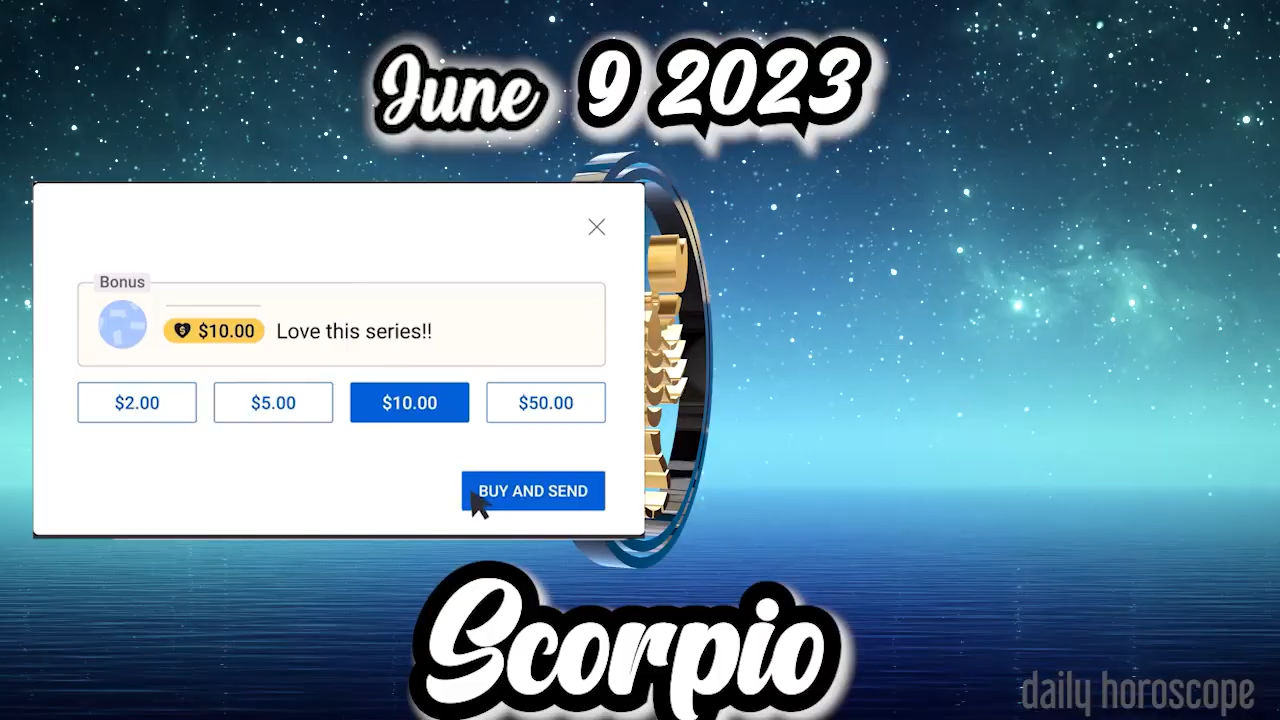 June 9 2023
Bonus
$10.00 Love this series!!
$2.00 $5.00 $10.00 $50.00
BUY AND SEND
Scorpio
daily horoscope